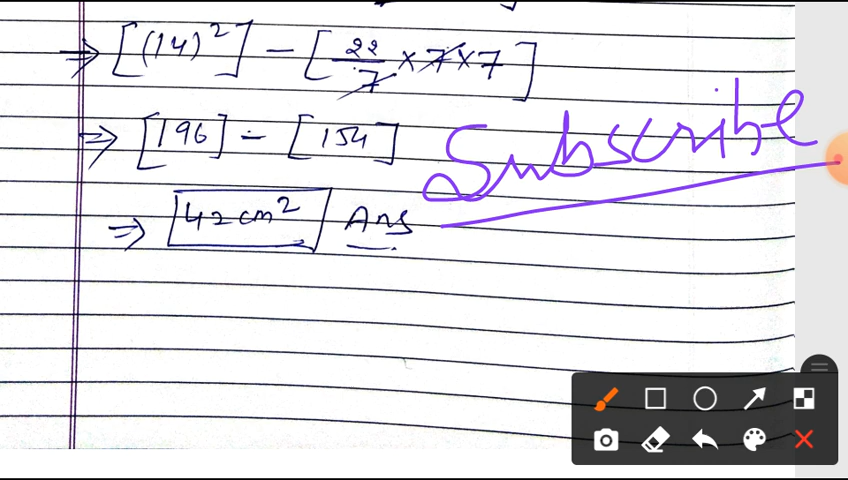 ⇒ [(14)²] - [22/7 × 7 × 7]
⇒ [196] - [154]
Subscribe
⇒ 42 cm² Ans